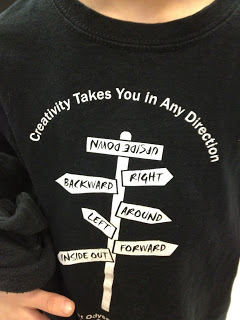 Creativity Takes You in Any Direction
UPSIDE DOWN
BACKWARD
RIGHT
LEFT
AROUND
INSIDE OUT
FORWARD